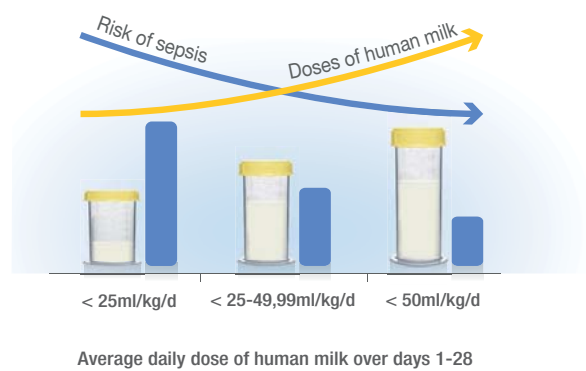 Risk of sepsis
Doses of human milk
< 25ml/kg/d
< 25-49,99ml/kg/d
< 50ml/kg/d
Average daily dose of human milk over days 1-28